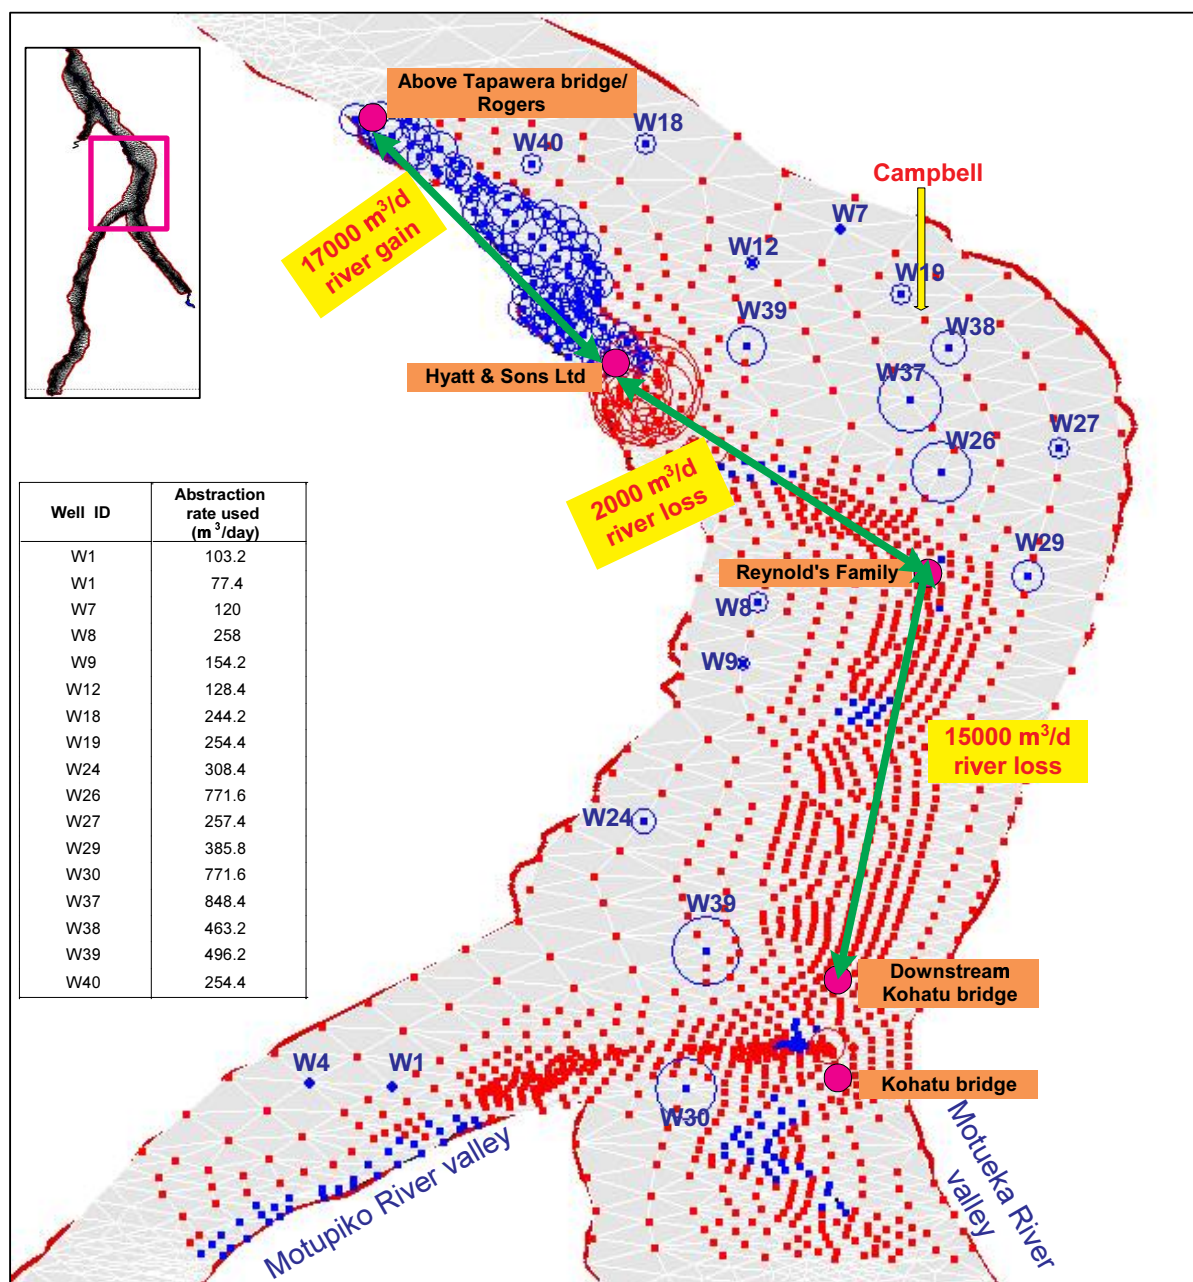 Above Tapawera bridge/
Rogers
W18
W40
Campbell
17000 m³/d
river gain
W7
W12
W19
W39
W38
Hyatt & Sons Ltd
W37
W27
W26
2000 m³/d
river loss
Well ID
Abstraction
rate used
(m³/day)
W1 103.2
W1 77.4
W7 120
W8 258
W9 154.2
W12 128.4
W18 244.2
W19 254.4
W24 308.4
W26 771.6
W27 257.4
W29 385.8
W30 771.6
W37 848.4
W38 463.2
W39 496.2
W40 254.4
W29
Reynold's Family
W8
W9
15000 m³/d
river loss
W24
W39
Downstream
Kohatu bridge
W4
W1
Kohatu bridge
W30
Motupiko River valley
Motueka River
valley